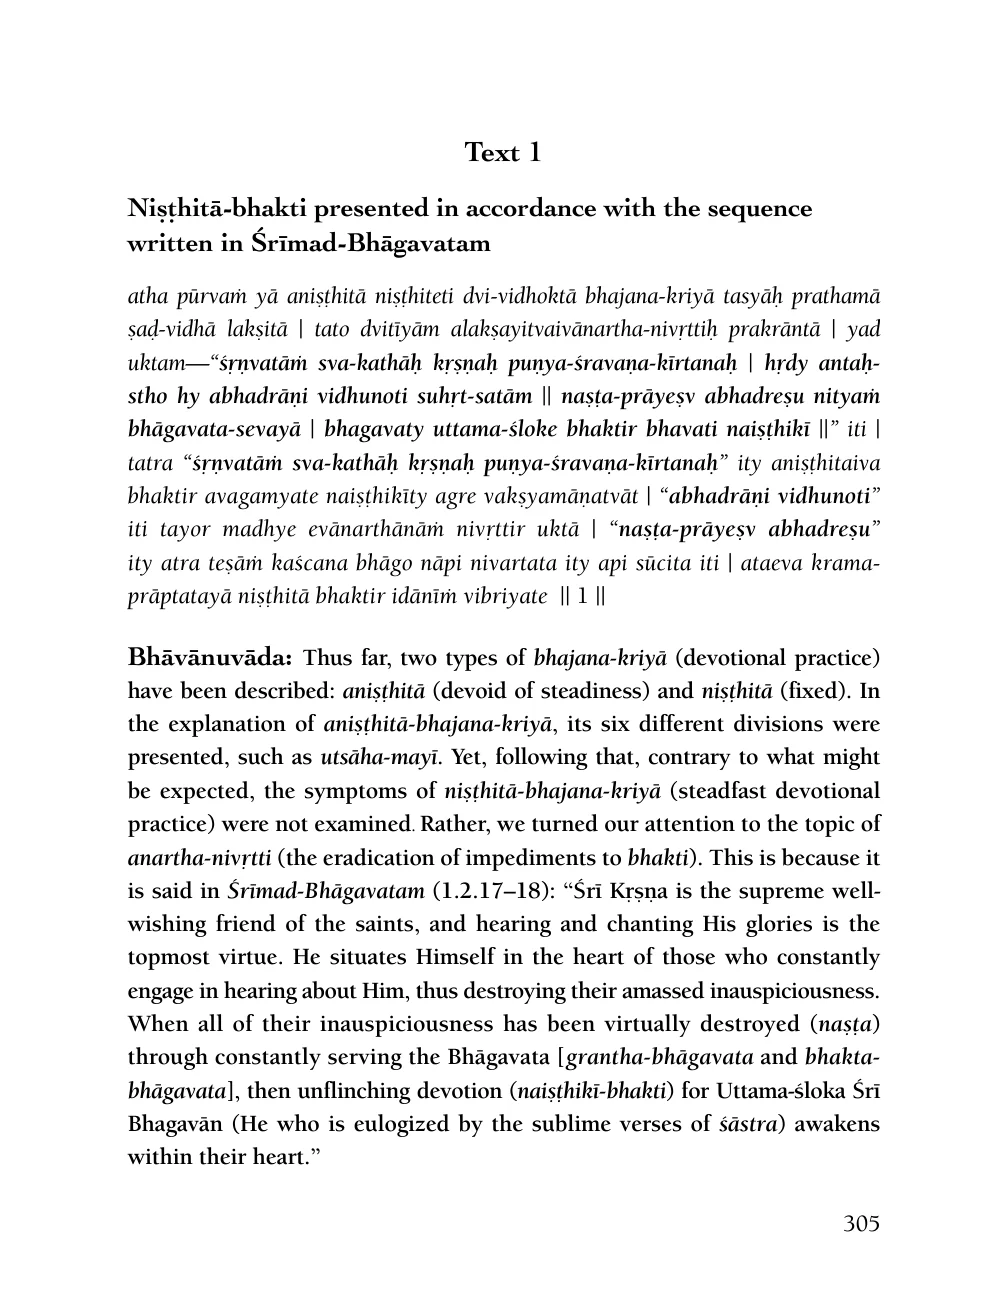 Text 1
Niṣṭhitā-bhakti presented in accordance with the sequence
written in Śrīmad-Bhāgavatam
atha pūrvaṁ yā aniṣṭhitā niṣṭhiteti dvi-vidhoktā bhajana-kriyā tasyāḥ prathamā
ṣaḍ-vidhā lakṣitā | tato dvitīyām alakṣayitvaivānartha-nivṛttiḥ prakrāntā | yad
uktam—“śṛṇvatāṁ sva-kathāḥ kṛṣṇaḥ puṇya-śravaṇa-kīrtanaḥ | hṛdy antaḥ-
stho hy abhadrāṇi vidhunoti suhṛt-satām || naṣṭa-prāyeṣv abhadreṣu nityaṁ
bhāgavata-sevayā | bhagavaty uttama-śloke bhaktir bhavati naiṣṭhikī ||” iti |
tatra “śṛṇvatāṁ sva-kathāḥ kṛṣṇaḥ puṇya-śravaṇa-kīrtanaḥ” ity aniṣṭhitaiva
bhaktir avagamyate naiṣṭhikīty agre vakṣyamāṇatvāt | “abhadrāṇi vidhunoti”
iti tayor madhye evānarthānāṁ nivṛttir uktā | “naṣṭa-prāyeṣv abhadreṣu”
ity atra teṣāṁ kaścana bhāgo nāpi nivartata ity api sūcita iti | ataeva krama-
prāptatayā niṣṭhitā bhaktir idānīṁ vibriyate || 1 ||
Bhāvānuvāda: Thus far, two types of bhajana-kriyā (devotional practice)
have been described: aniṣṭhitā (devoid of steadiness) and niṣṭhitā (fixed). In
the explanation of aniṣṭhitā-bhajana-kriyā, its six different divisions were
presented, such as utsāha-mayī. Yet, following that, contrary to what might
be expected, the symptoms of niṣṭhitā-bhajana-kriyā (steadfast devotional
practice) were not examined. Rather, we turned our attention to the topic of
anartha-nivṛtti (the eradication of impediments to bhakti). This is because it
is said in Śrīmad-Bhāgavatam (1.2.17–18): “Śrī Kṛṣṇa is the supreme well-
wishing friend of the saints, and hearing and chanting His glories is the
topmost virtue. He situates Himself in the heart of those who constantly
engage in hearing about Him, thus destroying their amassed inauspiciousness.
When all of their inauspiciousness has been virtually destroyed (naṣṭa)
through constantly serving the Bhāgavata [grantha-bhāgavata and bhakta-
bhāgavata], then unflinching devotion (naiṣṭhikī-bhakti) for Uttama-śloka Śrī
Bhagavān (He who is eulogized by the sublime verses of śāstra) awakens
within their heart.”
305